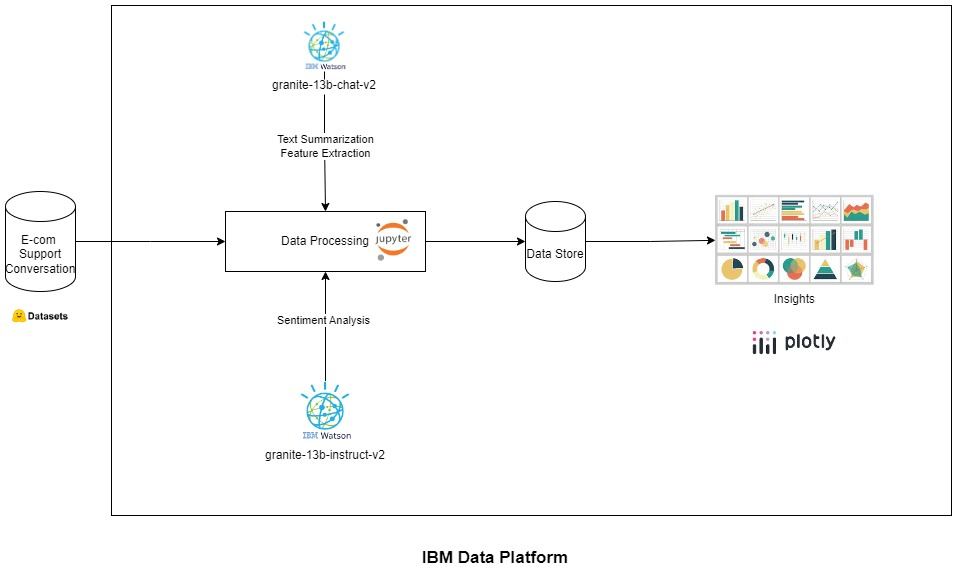 IBM Watson
granite-13b-chat-v2
Text Summarization
Feature Extraction
E-com
Support
Conversation
Datasets
Data Processing
jupyter
Data Store
Insights
plotly
Sentiment Analysis
IBM Watson
granite-13b-instruct-v2
IBM Data Platform